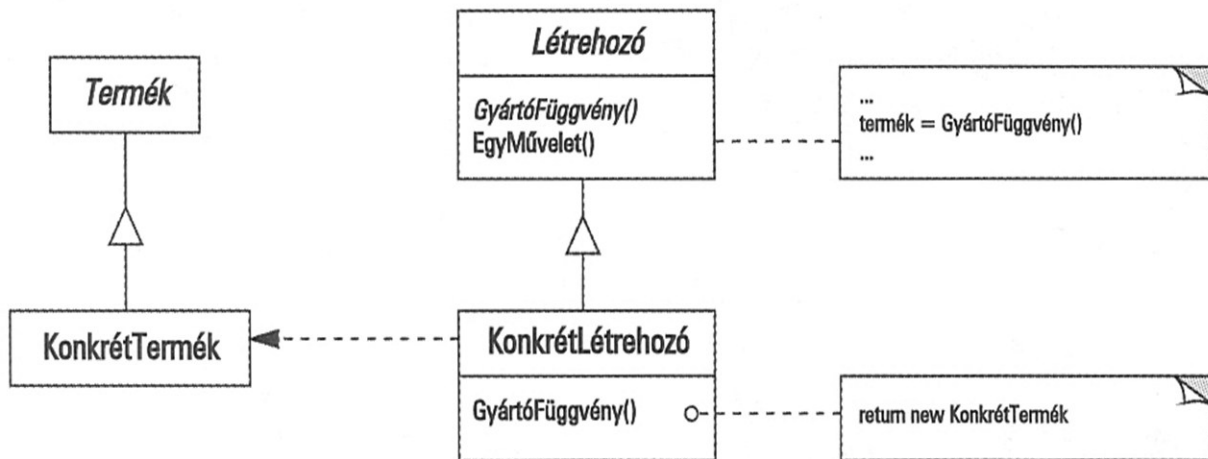 Termék
Létrehozó
GyártóFüggvény()
EgyMűvelet()
...
termék = GyártóFüggvény()
...
KonkrétTermék
KonkrétLétrehozó
GyártóFüggvény()
return new KonkrétTermék